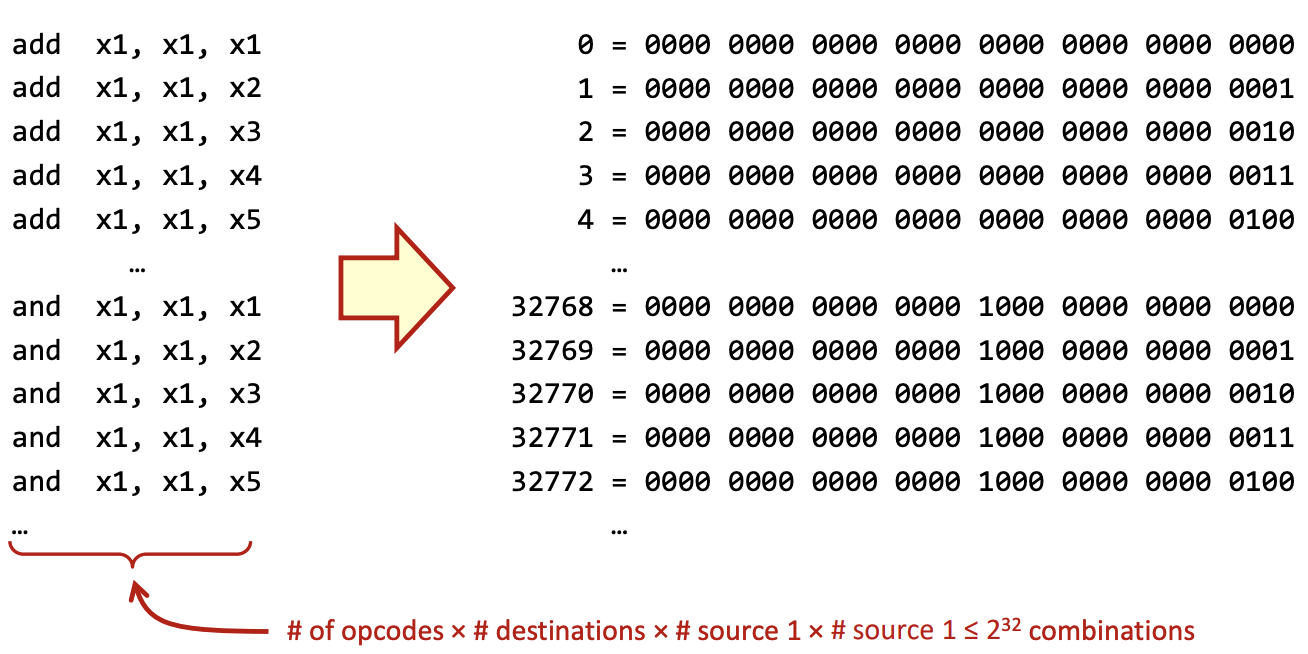 add x1, x1, x1 0 = 0000 0000 0000 0000 0000 0000 0000 0000
add x1, x1, x2 1 = 0000 0000 0000 0000 0000 0000 0000 0001
add x1, x1, x3 2 = 0000 0000 0000 0000 0000 0000 0000 0010
add x1, x1, x4 3 = 0000 0000 0000 0000 0000 0000 0000 0011
add x1, x1, x5 4 = 0000 0000 0000 0000 0000 0000 0000 0100
… …
and x1, x1, x1 32768 = 0000 0000 0000 0000 1000 0000 0000 0000
and x1, x1, x2 32769 = 0000 0000 0000 0000 1000 0000 0000 0001
and x1, x1, x3 32770 = 0000 0000 0000 0000 1000 0000 0000 0010
and x1, x1, x4 32771 = 0000 0000 0000 0000 1000 0000 0000 0011
and x1, x1, x5 32772 = 0000 0000 0000 0000 1000 0000 0000 0100
… …
# of opcodes × # destinations × # source 1 × # source 1 ≤ 2³² combinations